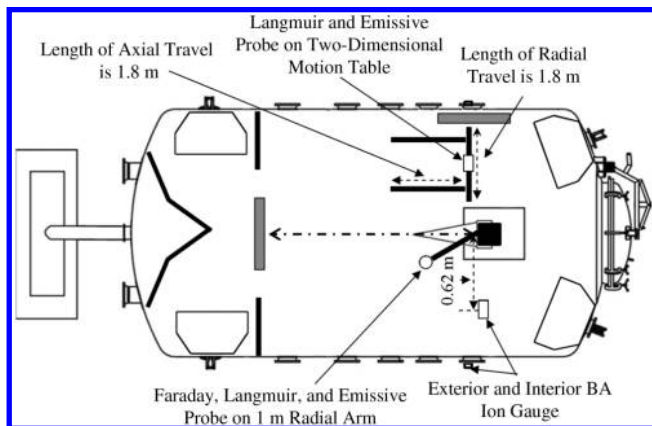 Langmuir and Emissive
Probe on Two-Dimensional
Motion Table
Length of Axial Travel
is 1.8 m
Length of Radial
Travel is 1.8 m
0.62 m
Faraday, Langmuir, and Emissive
Probe on 1 m Radial Arm
Exterior and Interior BA
Ion Gauge